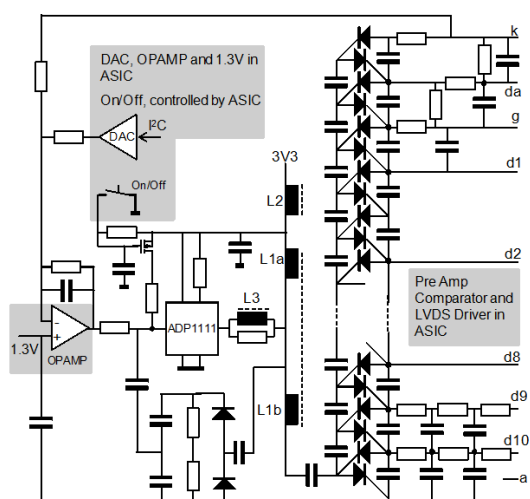 k
DAC, OPAMP and 1.3V in
ASIC
On/Off, controlled by ASIC
da
DAC
I²C
g
3V3
d1
On/Off
L2
L1a
d2
Pre Amp
Comparator and
LVDS Driver in
ASIC
L3
-
+
1.3V
ADP1111
OPAMP
d8
L1b
d9
d10
a